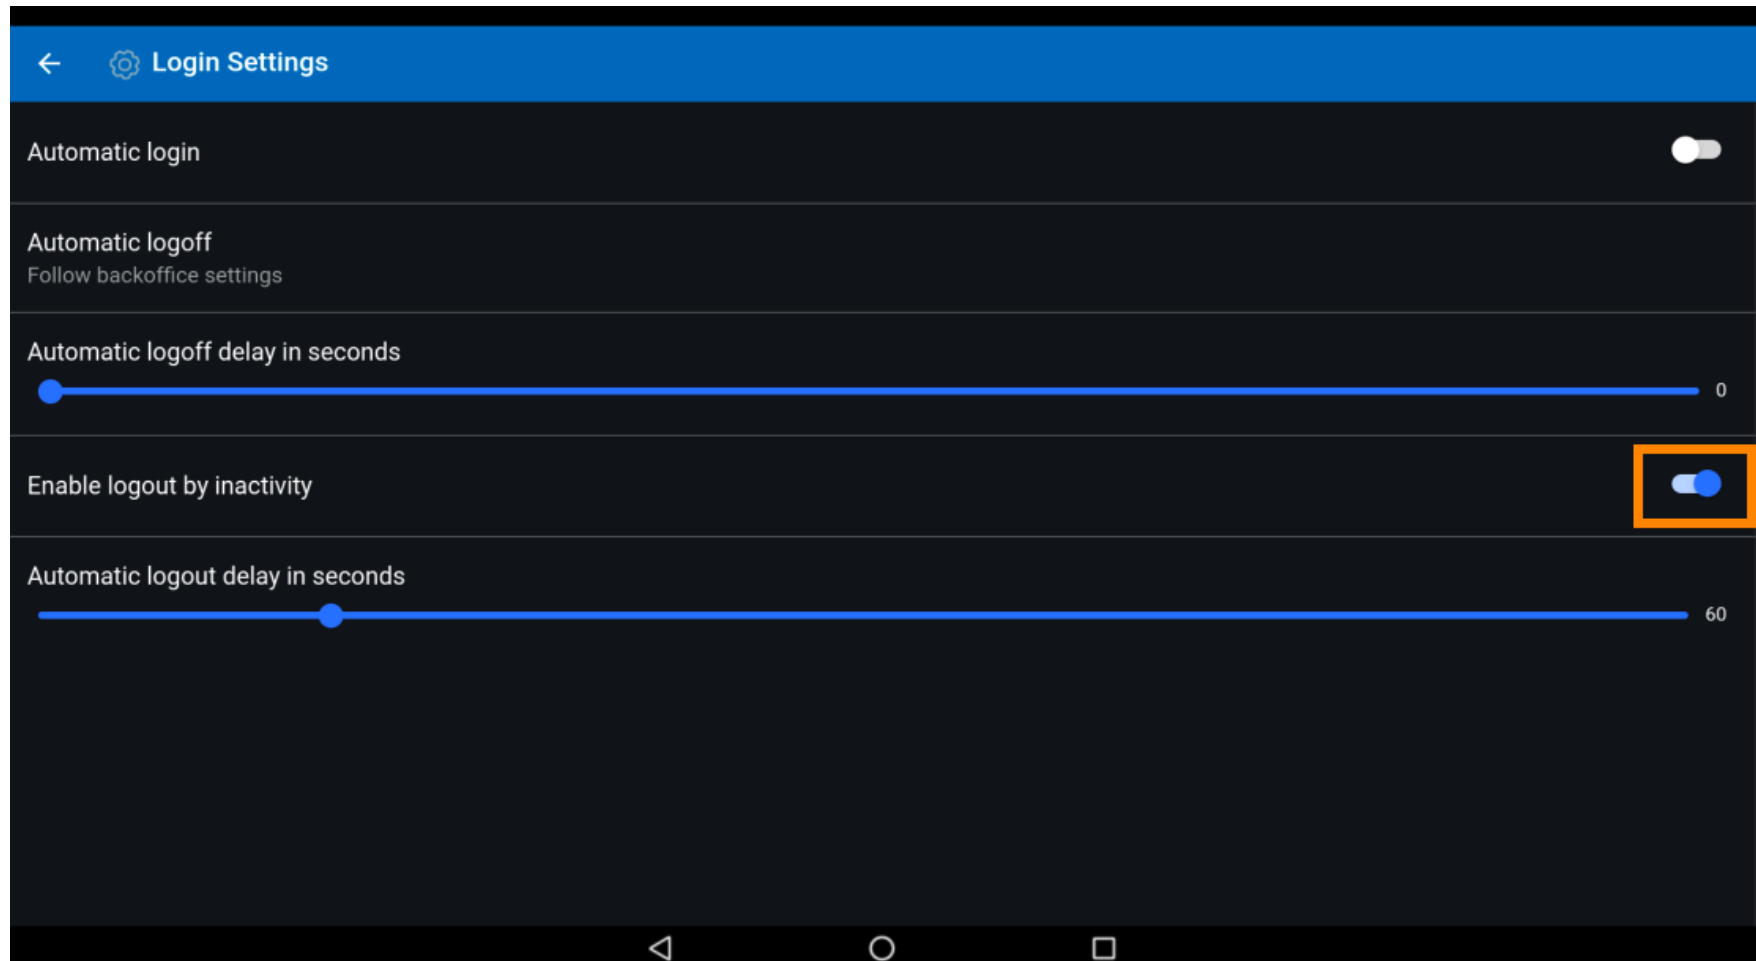 Login Settings
Automatic login
Automatic logoff
Follow backoffice settings
Automatic logoff delay in seconds
0
Enable logout by inactivity
Automatic logout delay in seconds
60